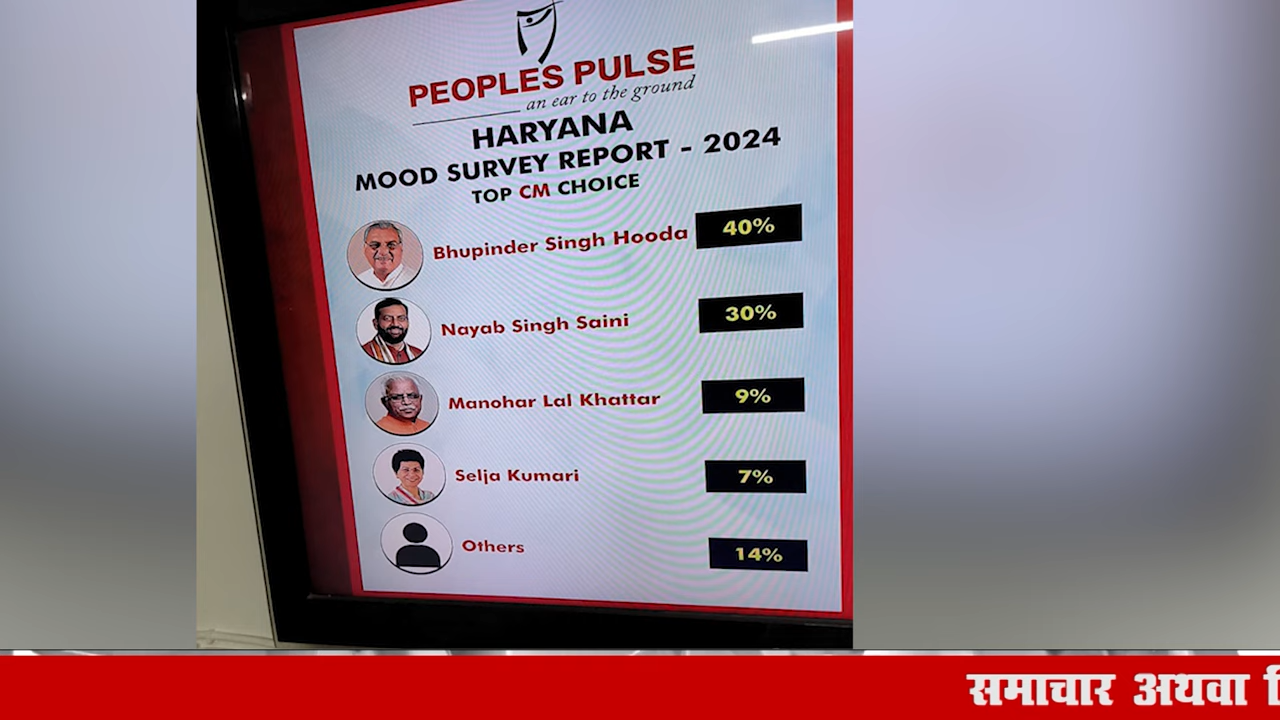 PEOPLES PULSE
an ear to the ground
HARYANA
MOOD SURVEY REPORT - 2024
TOP CM CHOICE
Bhupinder Singh Hooda 40%
Nayab Singh Saini 30%
Manohar Lal Khattar 9%
Selja Kumari 7%
Others 14%
समाचार अथवा